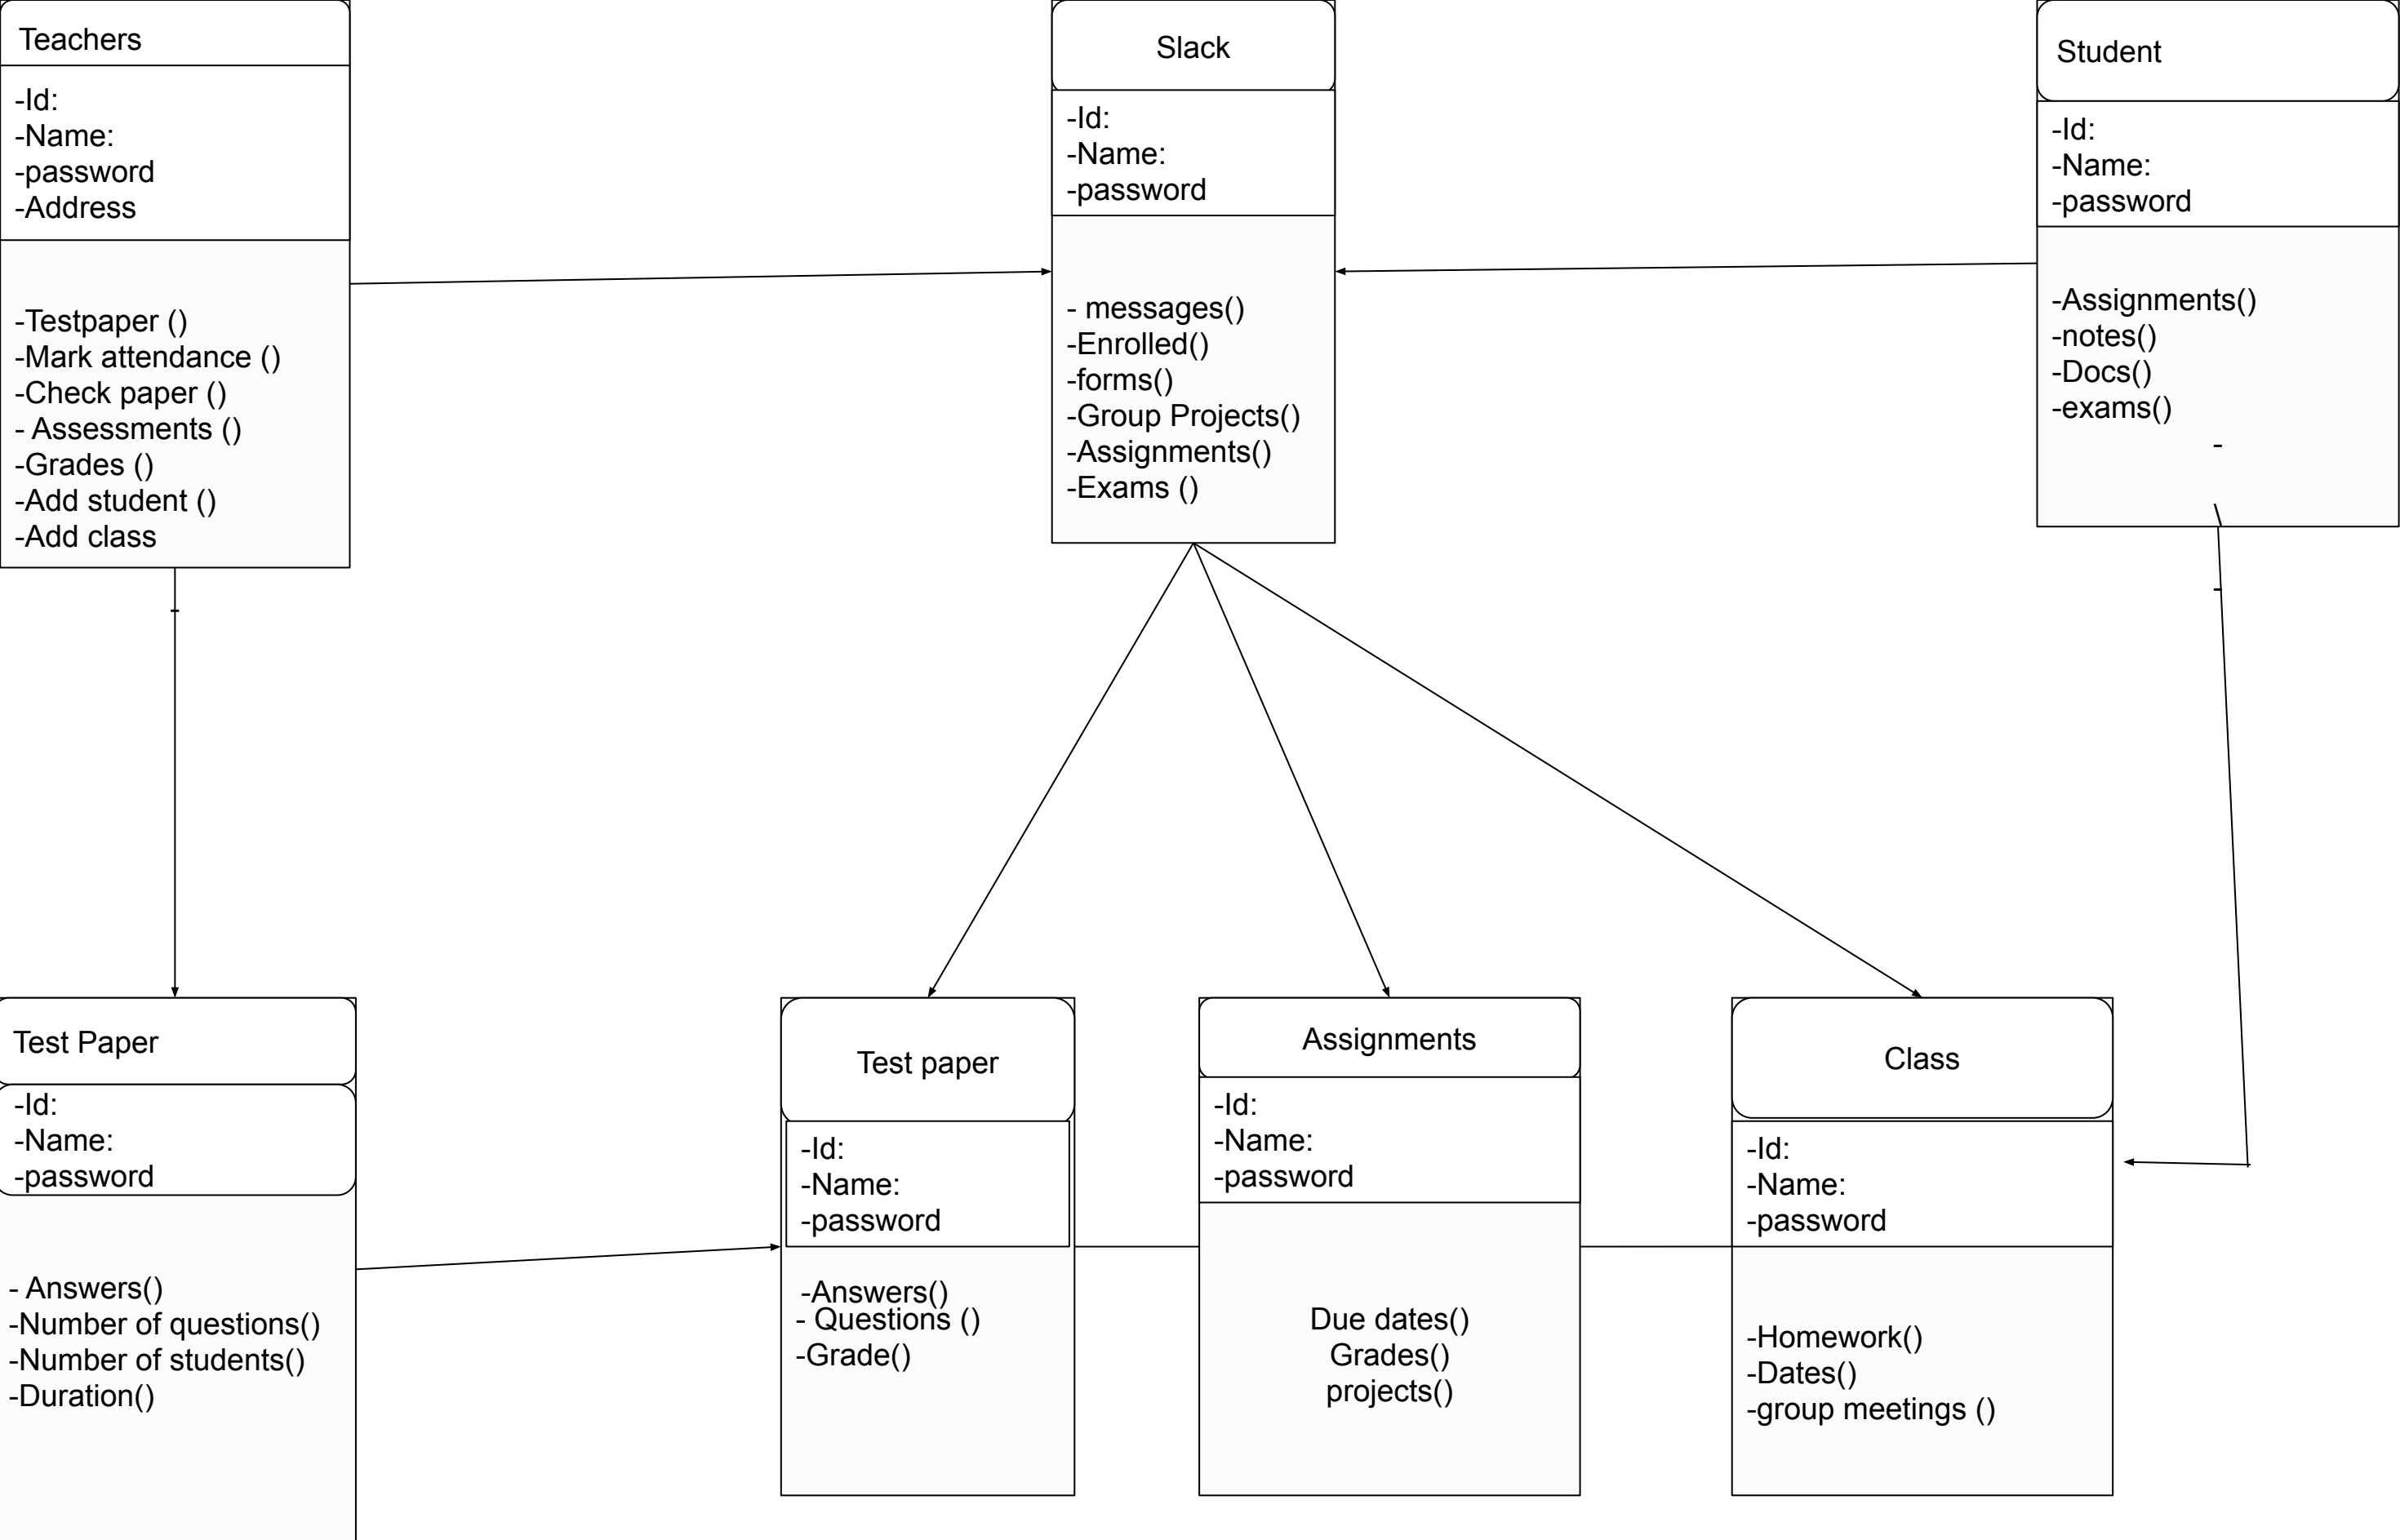 Teachers
-Id:
-Name:
-password
-Address
-Testpaper ()
-Mark attendance ()
-Check paper ()
- Assessments ()
-Grades ()
-Add student ()
-Add class
-
Slack
-Id:
-Name:
-password
- messages()
-Enrolled()
-forms()
-Group Projects()
-Assignments()
-Exams ()
Student
-Id:
-Name:
-password
-Assignments()
-notes()
-Docs()
-exams()
-
\
-
Test Paper
-Id:
-Name:
-password
- Answers()
-Number of questions()
-Number of students()
-Duration()
Test paper
-Id:
-Name:
-password
-Answers()
- Questions ()
-Grade()
Assignments
-Id:
-Name:
-password
Due dates()
Grades()
projects()
Class
-Id:
-Name:
-password
-Homework()
-Dates()
-group meetings ()